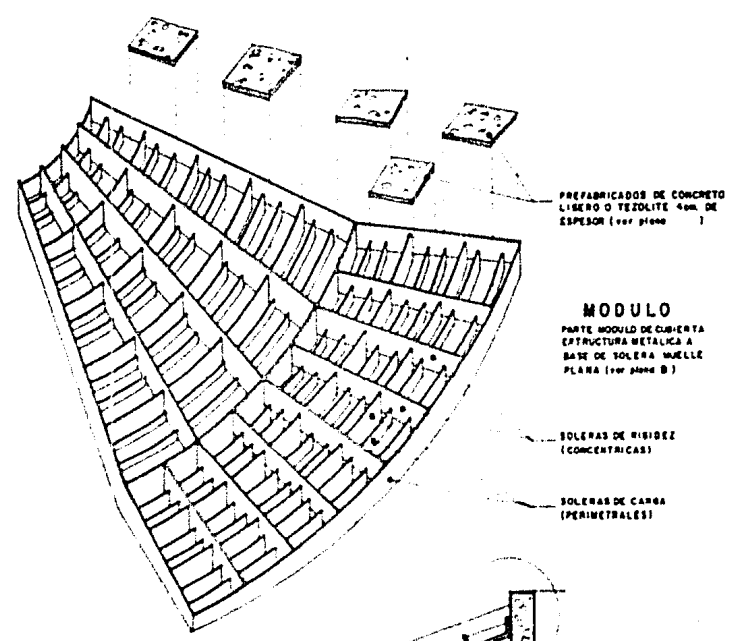 PREFABRICADOS DE CONCRETO
LIGERO O TEZOLITE 4cm. DE
ESPESOR (ver plano        )
MODULO
PARTE MODULO DE CUBIERTA
ESTRUCTURA METALICA A
BASE DE SOLERA MUELLE
PLANA (ver plano B)
SOLERAS DE RIGIDEZ
(CONCENTRICAS)
SOLERAS DE CARGA
(PERIMETRALES)